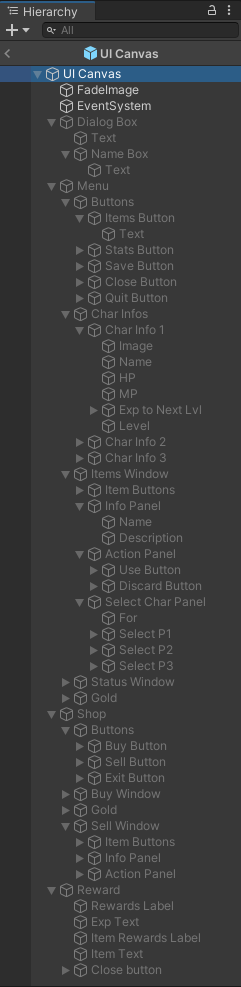 Hierarchy
All
UI Canvas
UI Canvas
FadeImage
EventSystem
Dialog Box
Text
Name Box
Text
Menu
Buttons
Items Button
Text
Stats Button
Save Button
Close Button
Quit Button
Char Infos
Char Info 1
Image
Name
HP
MP
Exp to Next Lvl
Level
Char Info 2
Char Info 3
Items Window
Item Buttons
Info Panel
Name
Description
Action Panel
Use Button
Discard Button
Select Char Panel
For
Select P1
Select P2
Select P3
Status Window
Gold
Shop
Buttons
Buy Button
Sell Button
Exit Button
Buy Window
Gold
Sell Window
Item Buttons
Info Panel
Action Panel
Reward
Rewards Label
Exp Text
Item Rewards Label
Item Text
Close button